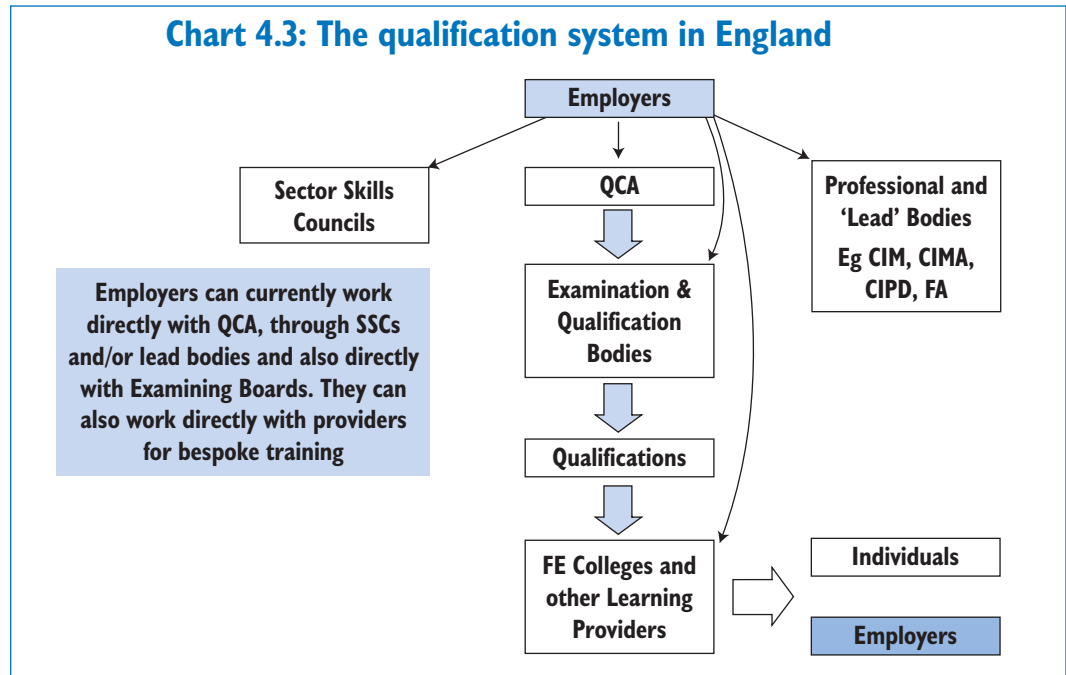 Chart 4.3: The qualification system in England
Employers
Sector Skills
Councils
QCA
Professional and
‘Lead’ Bodies
Eg CIM, CIMA,
CIPD, FA
Employers can currently work
directly with QCA, through SSCs
and/or lead bodies and also directly
with Examining Boards. They can
also work directly with providers
for bespoke training
Examination &
Qualification
Bodies
Qualifications
FE Colleges and
other Learning
Providers
Individuals
Employers